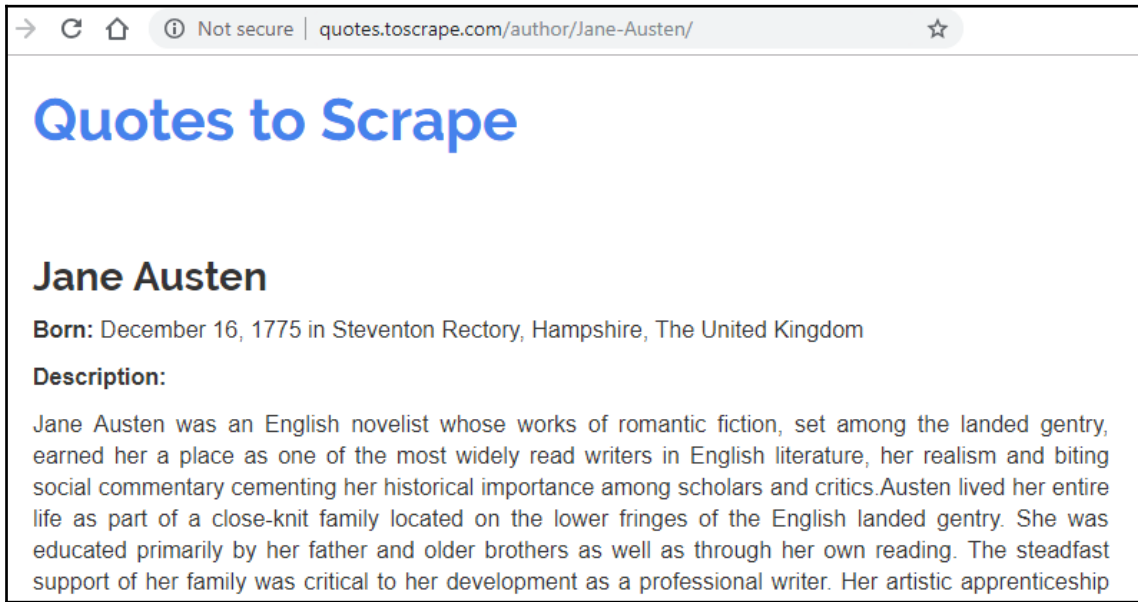 Not secure | quotes.toscrape.com/author/Jane-Austen/
Quotes to Scrape
Jane Austen
Born: December 16, 1775 in Steventon Rectory, Hampshire, The United Kingdom
Description:
Jane Austen was an English novelist whose works of romantic fiction, set among the landed gentry,
earned her a place as one of the most widely read writers in English literature, her realism and biting
social commentary cementing her historical importance among scholars and critics.Austen lived her entire
life as part of a close-knit family located on the lower fringes of the English landed gentry. She was
educated primarily by her father and older brothers as well as through her own reading. The steadfast
support of her family was critical to her development as a professional writer. Her artistic apprenticeship